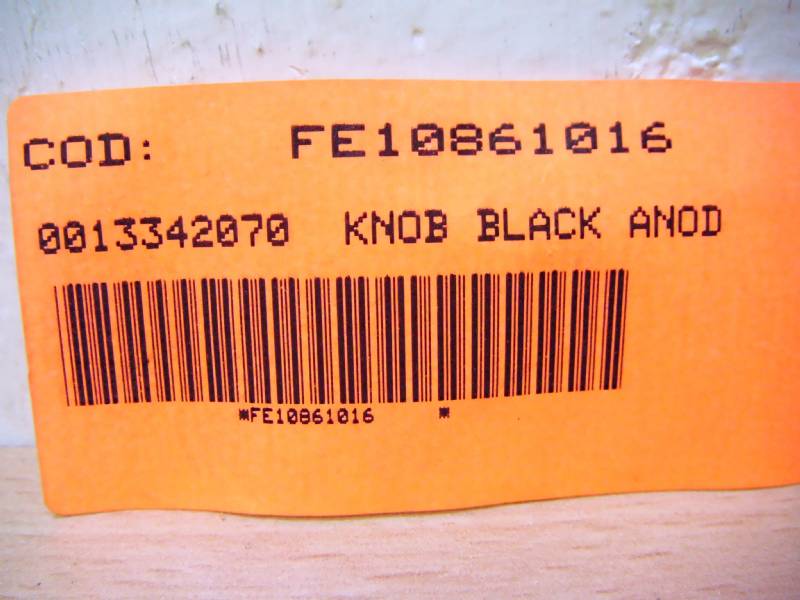 COD: FE10861016
0013342070 KNOB BLACK ANOD
*FE10861016 *